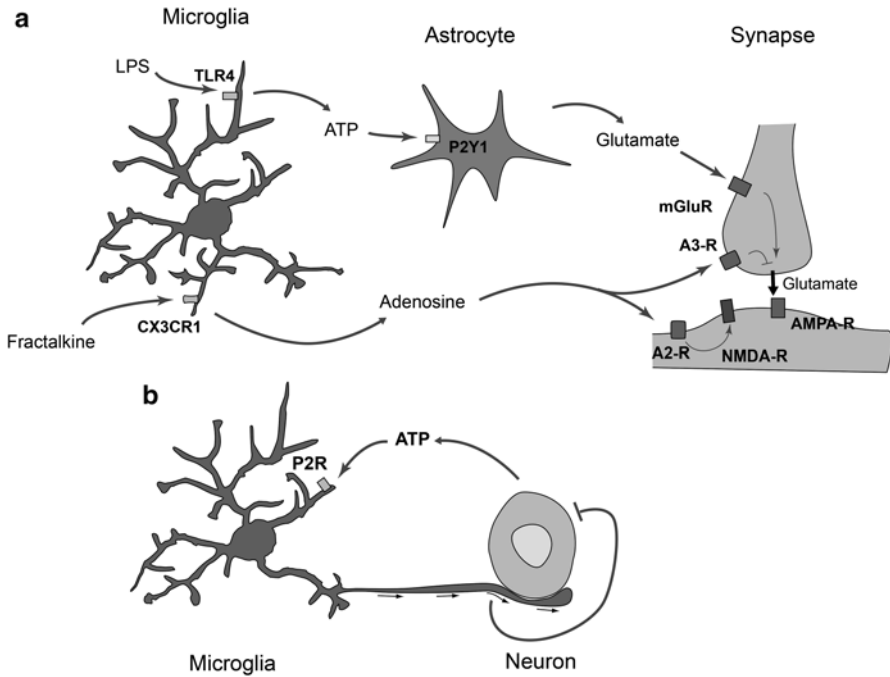 a
Microglia
Astrocyte
Synapse
LPS
TLR4
ATP
P2Y1
Glutamate
mGluR
A3-R
Glutamate
Adenosine
Fractalkine
CX3CR1
A2-R
NMDA-R
AMPA-R
b
P2R
ATP
Microglia
Neuron